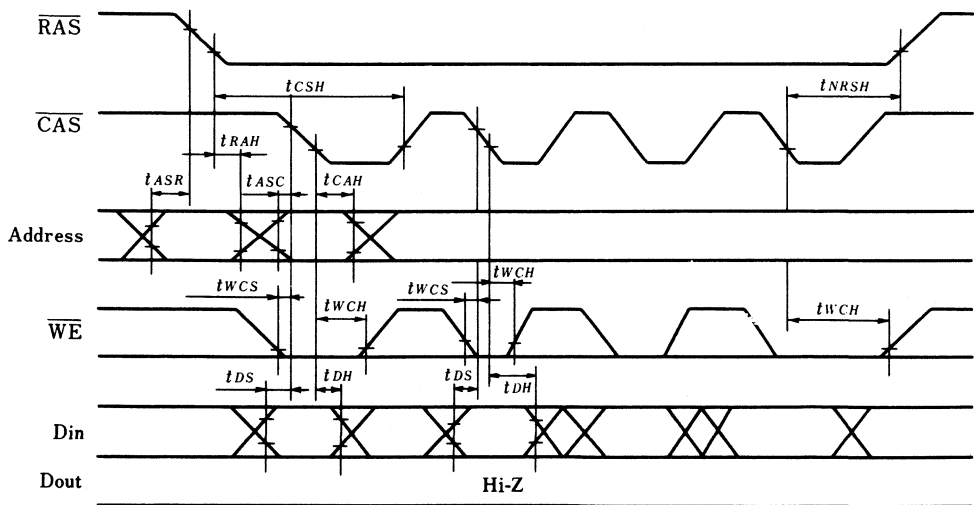 RAS
tCSH
tNRSH
CAS
tRAH
tASR
tASC
tCAH
Address
tWCS
tWCH
tWCS
tWCH
tWCH
WE
tDS
tDH
tDS
tDH
Din
Dout
Hi-Z